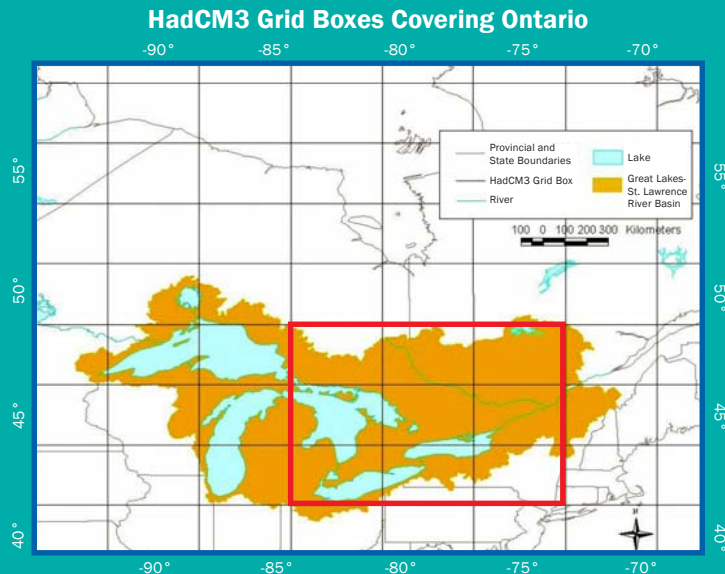 HadCM3 Grid Boxes Covering Ontario
-90° -85° -80° -75° -70°
55°
50°
45°
40°
Provincial and
State Boundaries
HadCM3 Grid Box
River
Lake
Great Lakes-
St. Lawrence
River Basin
100 0 100 200 300 Kilometers
55°
50°
45°
40°
N
-90° -85° -80° -75° -70°